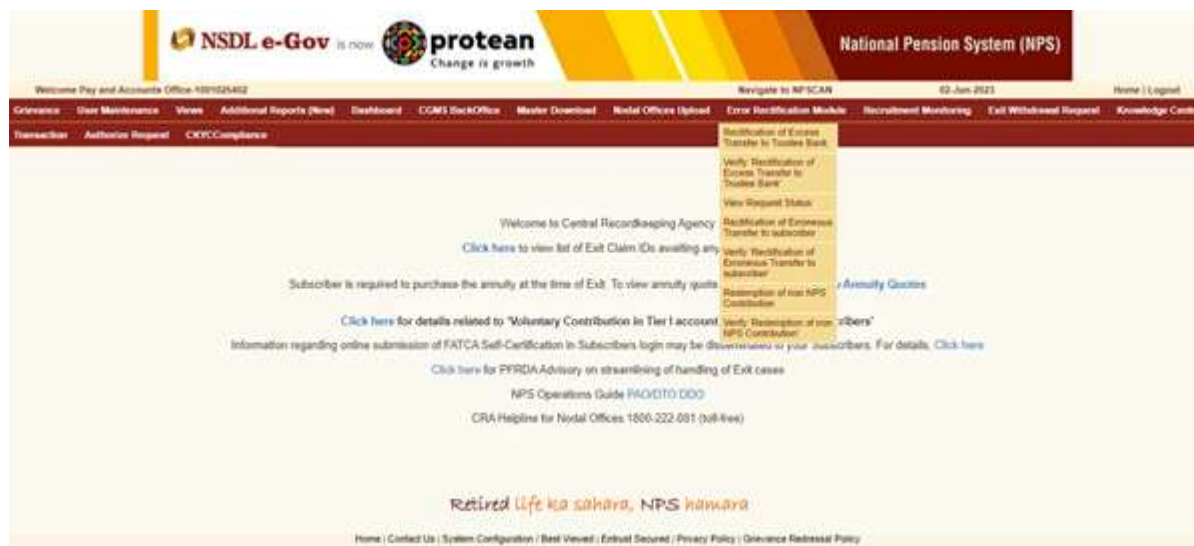 NSDL e-Gov is now protean
Change is growth
National Pension System (NPS)
Welcome Pay and Accounts Office-1001025402 Navigate to NPSCAN 02-Jun-2023 Home | Logout
Grievance User Maintenance Views Additional Reports (New) Dashboard CGMS BackOffice Master Download Nodal Officer Upload Error Rectification Module Recruitment Monitoring Exit Withdrawal Request Knowledge Cent
Transaction Authorize Request CKYCCompliance
Rectification of Excess
Transfer to Trustee Bank
Verify 'Rectification of
Excess Transfer to
Trustee Bank'
View Request Status
Rectification of Erroneous
Transfer to subscriber
Verify 'Rectification of
Erroneous Transfer to
subscriber'
Redemption of non NPS
Contribution
Verify 'Redemption of non
NPS Contribution'
Welcome to Central Recordkeeping Agency
Click here to view list of Exit Claim IDs awaiting any
Subscriber is required to purchase the annuity at the time of Exit. To view annuity quote Annuity Quotes
Click here for details related to "Voluntary Contribution in Tier I account ribers"
Information regarding online submission of FATCA Self-Certification in Subscribers login may be disseminated to your Subscribers. For details, Click here
Click here for PFRDA Advisory on streamlining of handling of Exit cases
NPS Operations Guide PAO/DTO DDO
CRA Helpline for Nodal Offices 1800-222-081 (toll-free)
Retired life ka sahara, NPS hamara
Home | Contact Us | System Configuration / Best Viewed | Entrust Secured | Privacy Policy | Grievance Redressal Policy